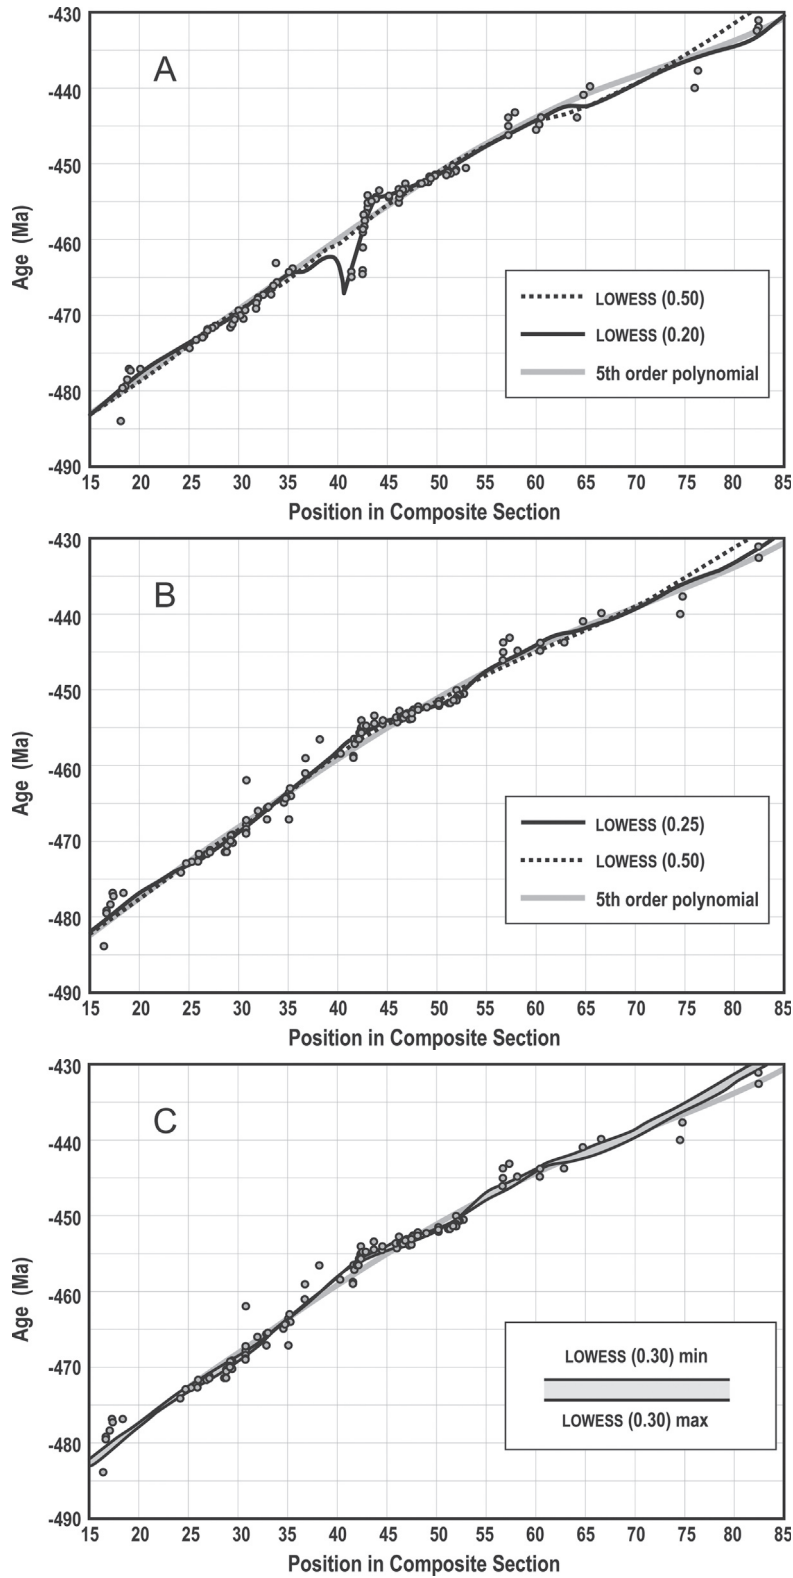 A
-430
-440
-450
-460
-470
-480
-490
Age (Ma)
LOWESS (0.50)
LOWESS (0.20)
5th order polynomial
15 20 25 30 35 40 45 50 55 60 65 70 75 80 85
Position in Composite Section
B
-430
-440
-450
-460
-470
-480
-490
Age (Ma)
LOWESS (0.25)
LOWESS (0.50)
5th order polynomial
15 20 25 30 35 40 45 50 55 60 65 70 75 80 85
Position in Composite Section
C
-430
-440
-450
-460
-470
-480
-490
Age (Ma)
LOWESS (0.30) min
LOWESS (0.30) max
15 20 25 30 35 40 45 50 55 60 65 70 75 80 85
Position in Composite Section